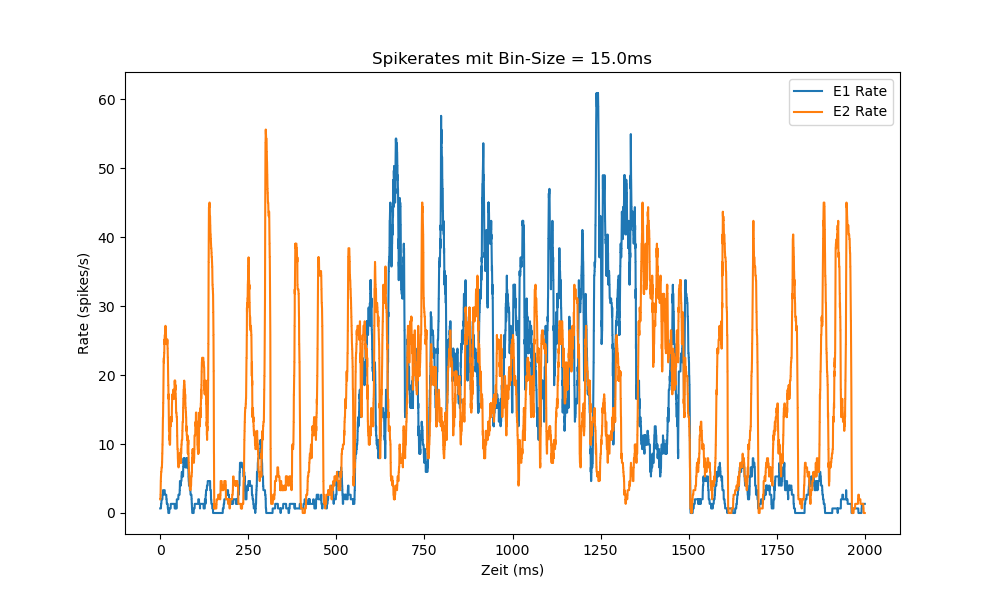 Spikerates mit Bin-Size = 15.0ms
E1 Rate
E2 Rate
60
50
40
30
20
10
0
Rate (spikes/s)
0 250 500 750 1000 1250 1500 1750 2000
Zeit (ms)